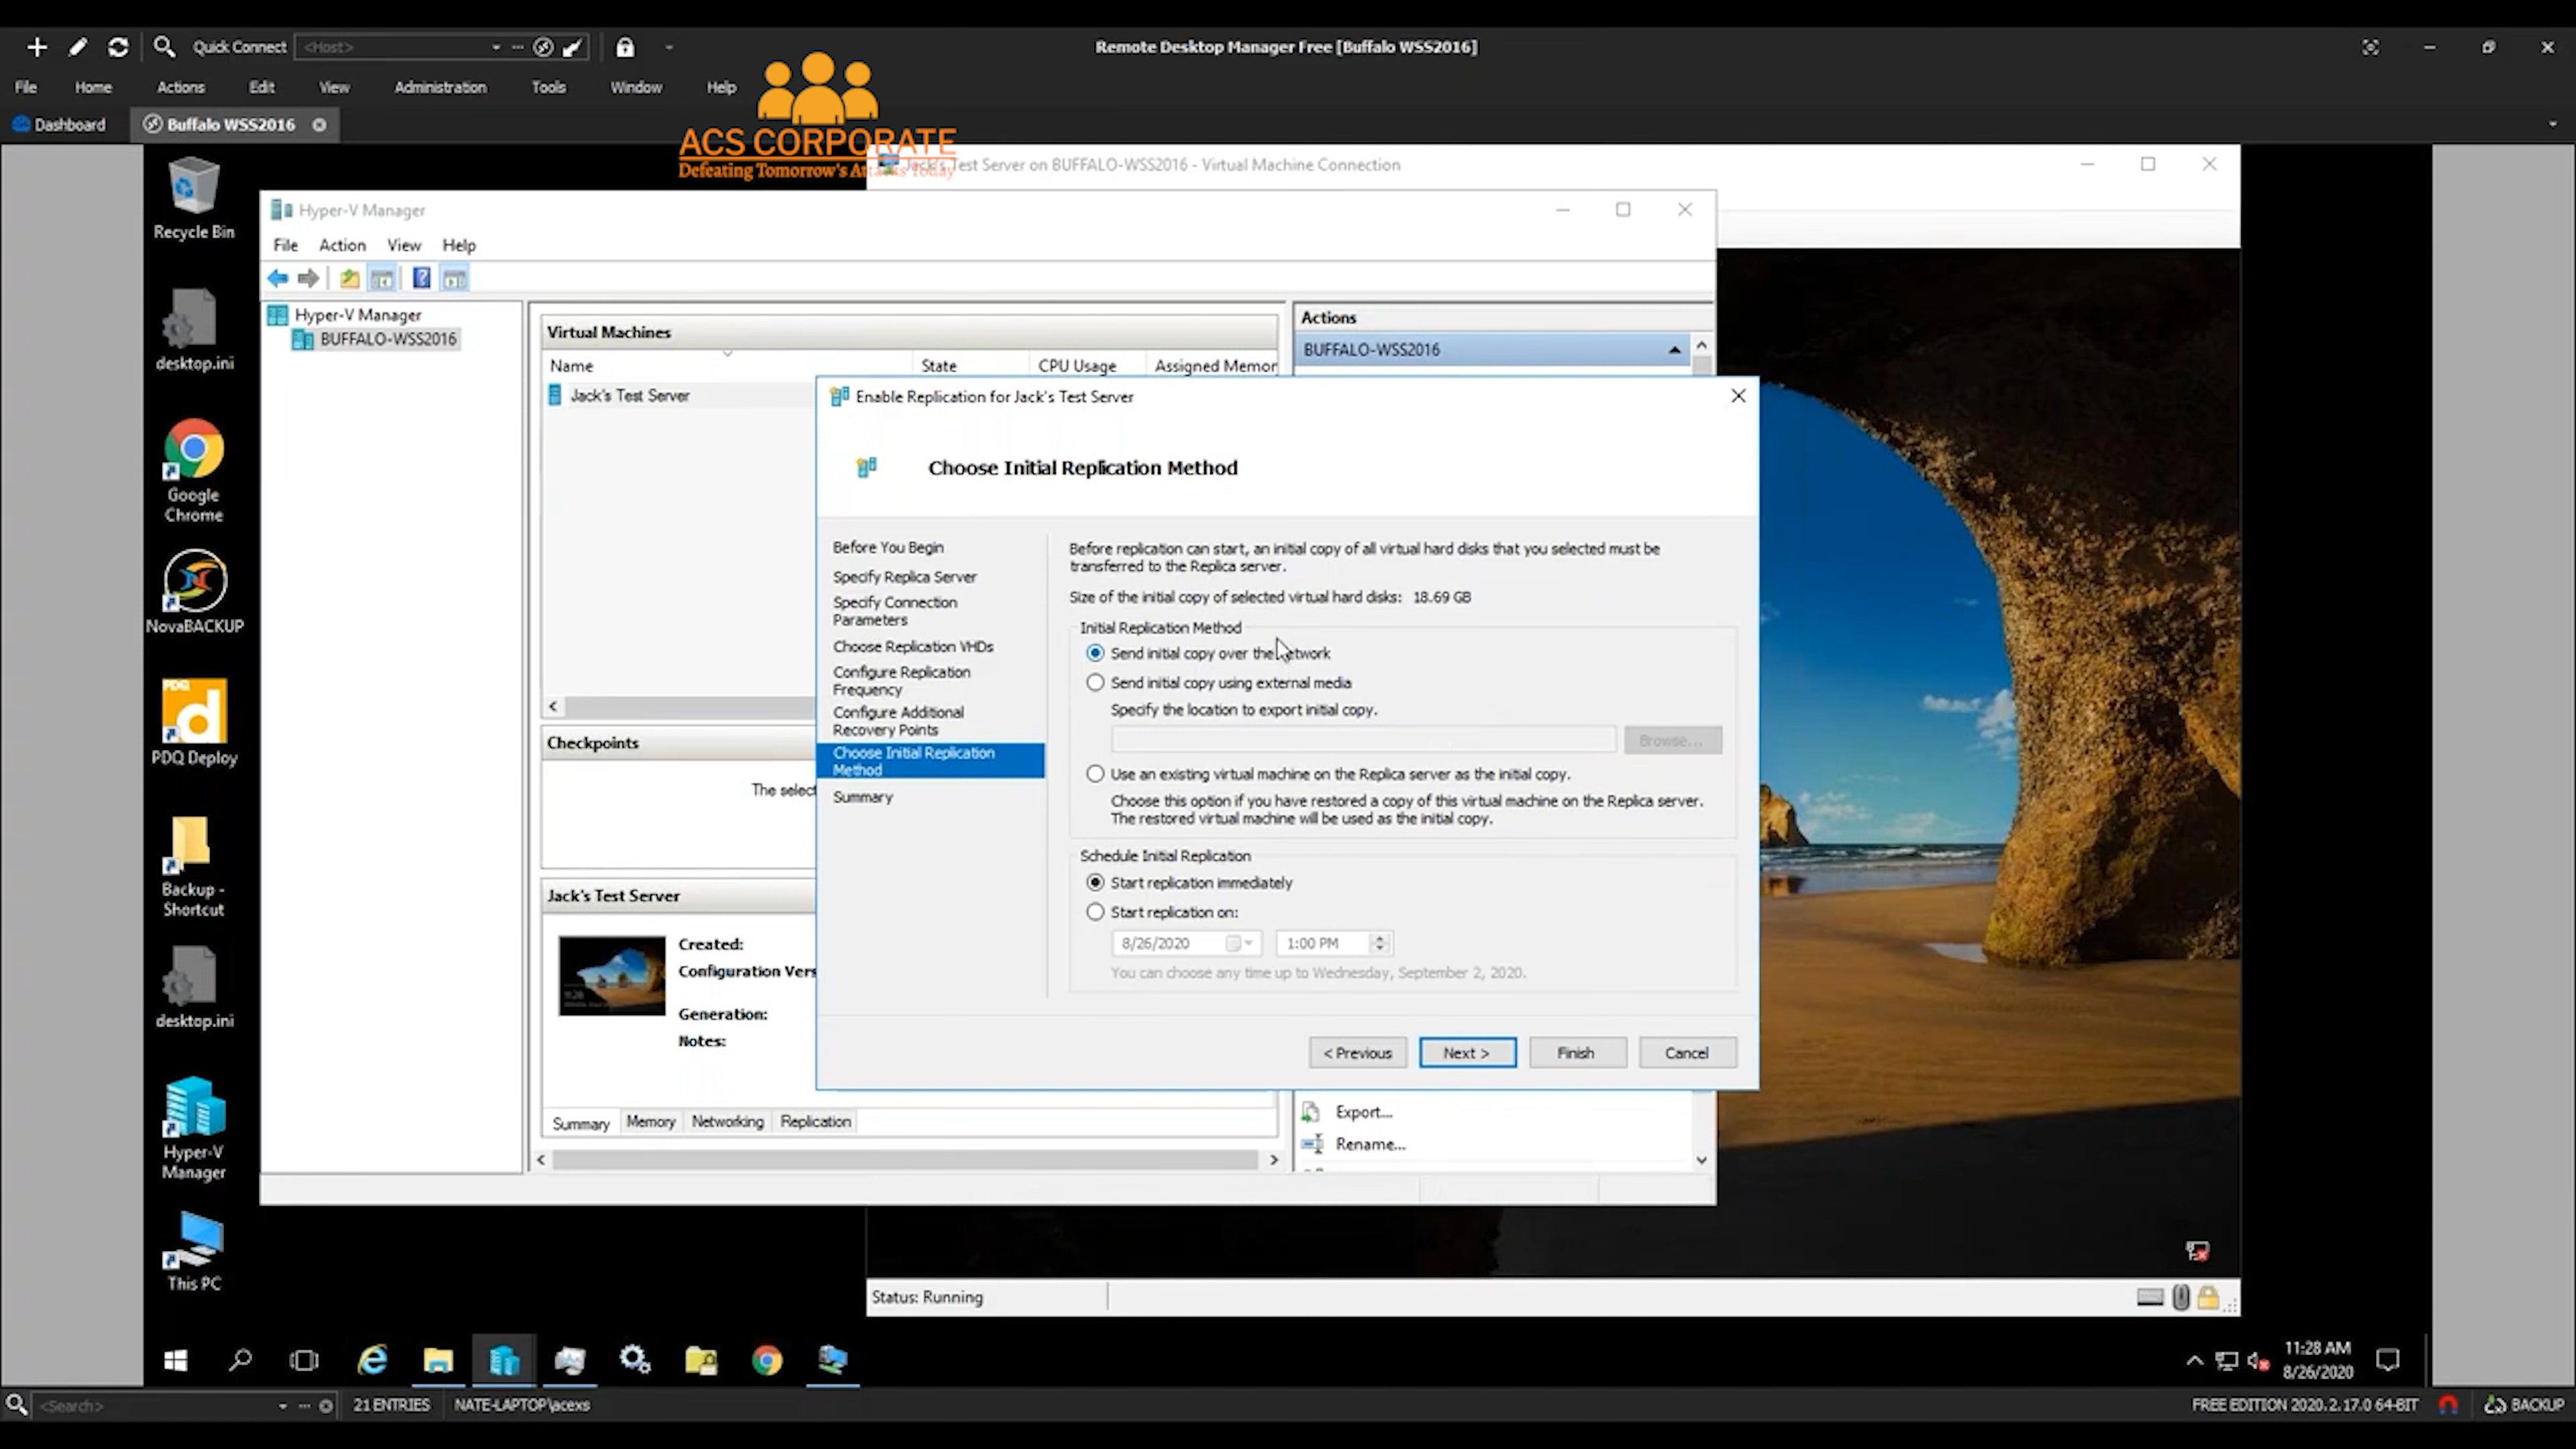 Quick Connect <Host>
Remote Desktop Manager Free [Buffalo WSS2016]
File Home Actions Edit View Administration Tools Window Help
Dashboard Buffalo WSS2016
ACS CORPORATE
Defeating Tomorrow's Attacks Today
Jack's Test Server on BUFFALO-WSS2016 - Virtual Machine Connection
Recycle Bin
desktop.ini
Google
Chrome
NovaBACKUP
PDQ
PDQ Deploy
Backup -
Shortcut
desktop.ini
Hyper-V
Manager
This PC
Hyper-V Manager
File Action View Help
Hyper-V Manager
BUFFALO-WSS2016
Virtual Machines
Name State CPU Usage Assigned Memor
Jack's Test Server
Checkpoints
The select
Jack's Test Server
Created:
Configuration Vers
Generation:
Notes:
Summary Memory Networking Replication
Actions
BUFFALO-WSS2016
Export...
Rename...
Enable Replication for Jack's Test Server
Choose Initial Replication Method
Before You Begin
Specify Replica Server
Specify Connection
Parameters
Choose Replication VHDs
Configure Replication
Frequency
Configure Additional
Recovery Points
Choose Initial Replication
Method
Summary
Before replication can start, an initial copy of all virtual hard disks that you selected must be
transferred to the Replica server.
Size of the initial copy of selected virtual hard disks: 18.69 GB
Initial Replication Method
Send initial copy over the network
Send initial copy using external media
Specify the location to export initial copy.
Browse...
Use an existing virtual machine on the Replica server as the initial copy.
Choose this option if you have restored a copy of this virtual machine on the Replica server.
The restored virtual machine will be used as the initial copy.
Schedule Initial Replication
Start replication immediately
Start replication on:
8/26/2020 1:00 PM
You can choose any time up to Wednesday, September 2, 2020.
< Previous Next > Finish Cancel
Status: Running
11:28 AM
8/26/2020
<Search> 21 ENTRIES NATE-LAPTOP\acexs FREE EDITION 2020.2.17.0 64-BIT BACKUP